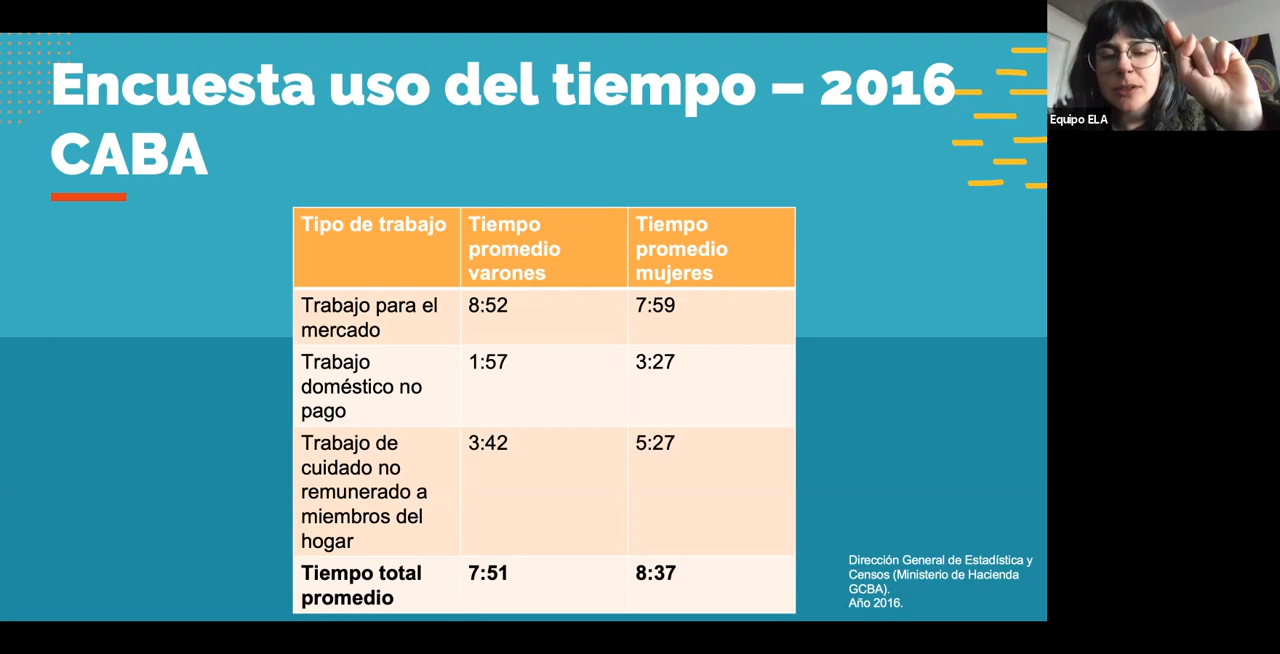 Encuesta uso del tiempo – 2016
CABA
Equipo ELA
Tipo de trabajo
Tiempo
promedio
varones
Tiempo
promedio
mujeres
Trabajo para el
mercado
8:52
7:59
Trabajo
doméstico no
pago
1:57
3:27
Trabajo de
cuidado no
remunerado a
miembros del
hogar
3:42
5:27
Tiempo total
promedio
7:51
8:37
Dirección General de Estadística y
Censos (Ministerio de Hacienda
GCBA).
Año 2016.